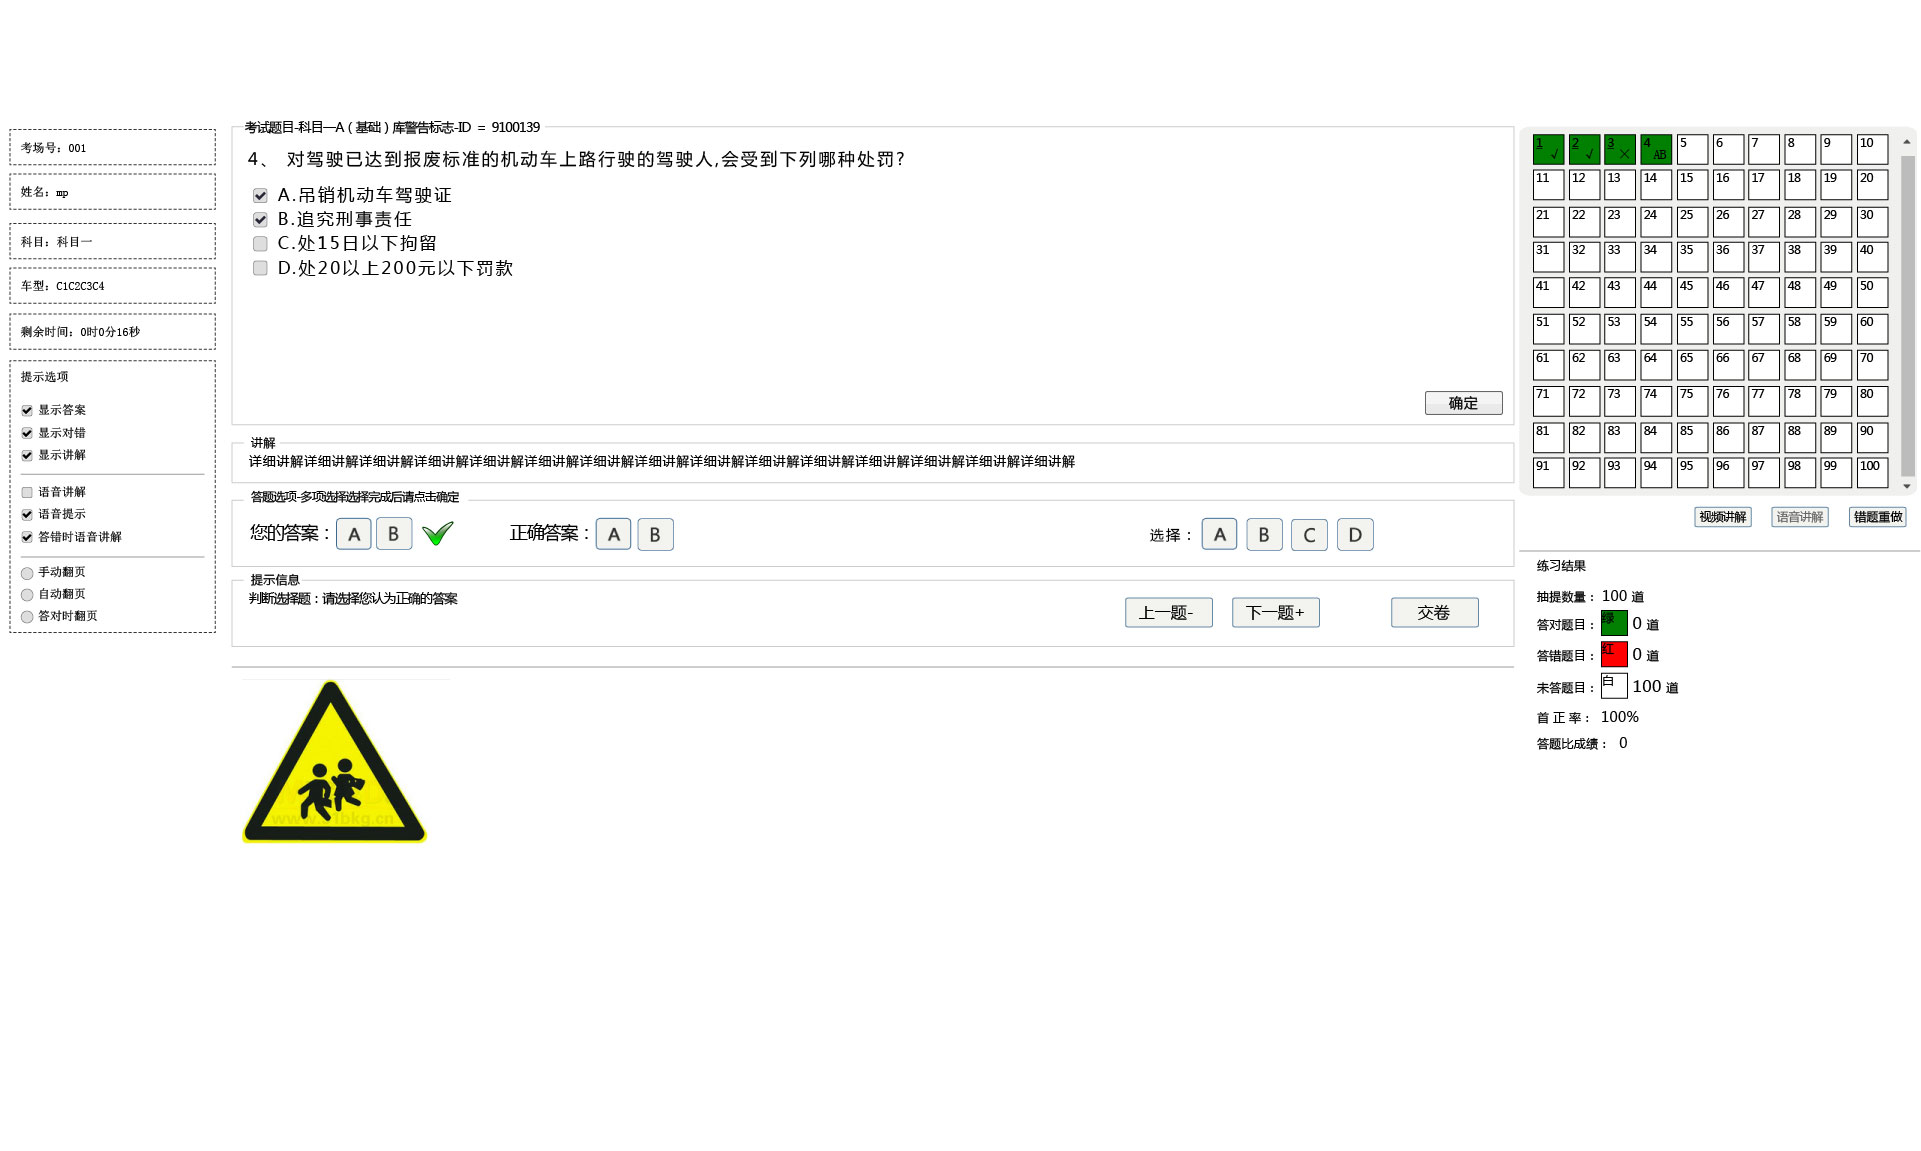 考场号：001
姓名：mp
科目：科目一
车型：C1C2C3C4
剩余时间：0时0分16秒
提示选项
显示答案
显示对错
显示讲解
语音讲解
语音提示
答错时语音讲解
手动翻页
自动翻页
答对时翻页
考试题目-科目一A（基础）库警告标志-ID = 9100139
4、 对驾驶已达到报废标准的机动车上路行驶的驾驶人,会受到下列哪种处罚?
A.吊销机动车驾驶证
B.追究刑事责任
C.处15日以下拘留
D.处20以上200元以下罚款
确定
讲解
详细讲解详细讲解详细讲解详细讲解详细讲解详细讲解详细讲解详细讲解详细讲解详细讲解详细讲解详细讲解详细讲解详细讲解详细讲解
答题选项-多项选择选择完成后请点击确定
您的答案： A B 正确答案： A B 选择： A B C D
提示信息
判断选择题：请选择您认为正确的答案
上一题- 下一题+ 交卷
1 √ 2 √ 3 × 4 AB 5 6 7 8 9 10
11 12 13 14 15 16 17 18 19 20
21 22 23 24 25 26 27 28 29 30
31 32 33 34 35 36 37 38 39 40
41 42 43 44 45 46 47 48 49 50
51 52 53 54 55 56 57 58 59 60
61 62 63 64 65 66 67 68 69 70
71 72 73 74 75 76 77 78 79 80
81 82 83 84 85 86 87 88 89 90
91 92 93 94 95 96 97 98 99 100
视频讲解 语音讲解 错题重做
练习结果
抽提数量： 100 道
答对题目： 绿 0 道
答错题目： 红 0 道
未答题目： 白 100 道
首 正 率： 100%
答题比成绩： 0